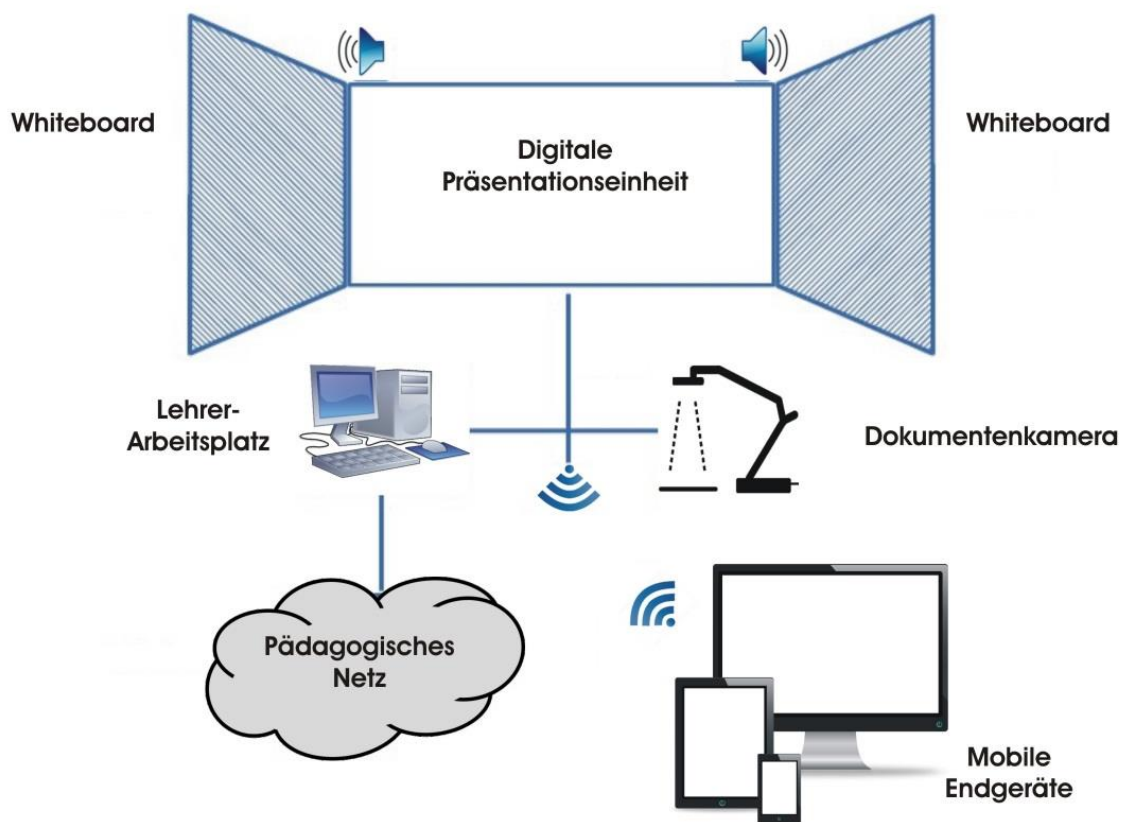 Whiteboard
Digitale
Präsentationseinheit
Whiteboard
Lehrer-
Arbeitsplatz
Dokumentenkamera
Pädagogisches
Netz
Mobile
Endgeräte